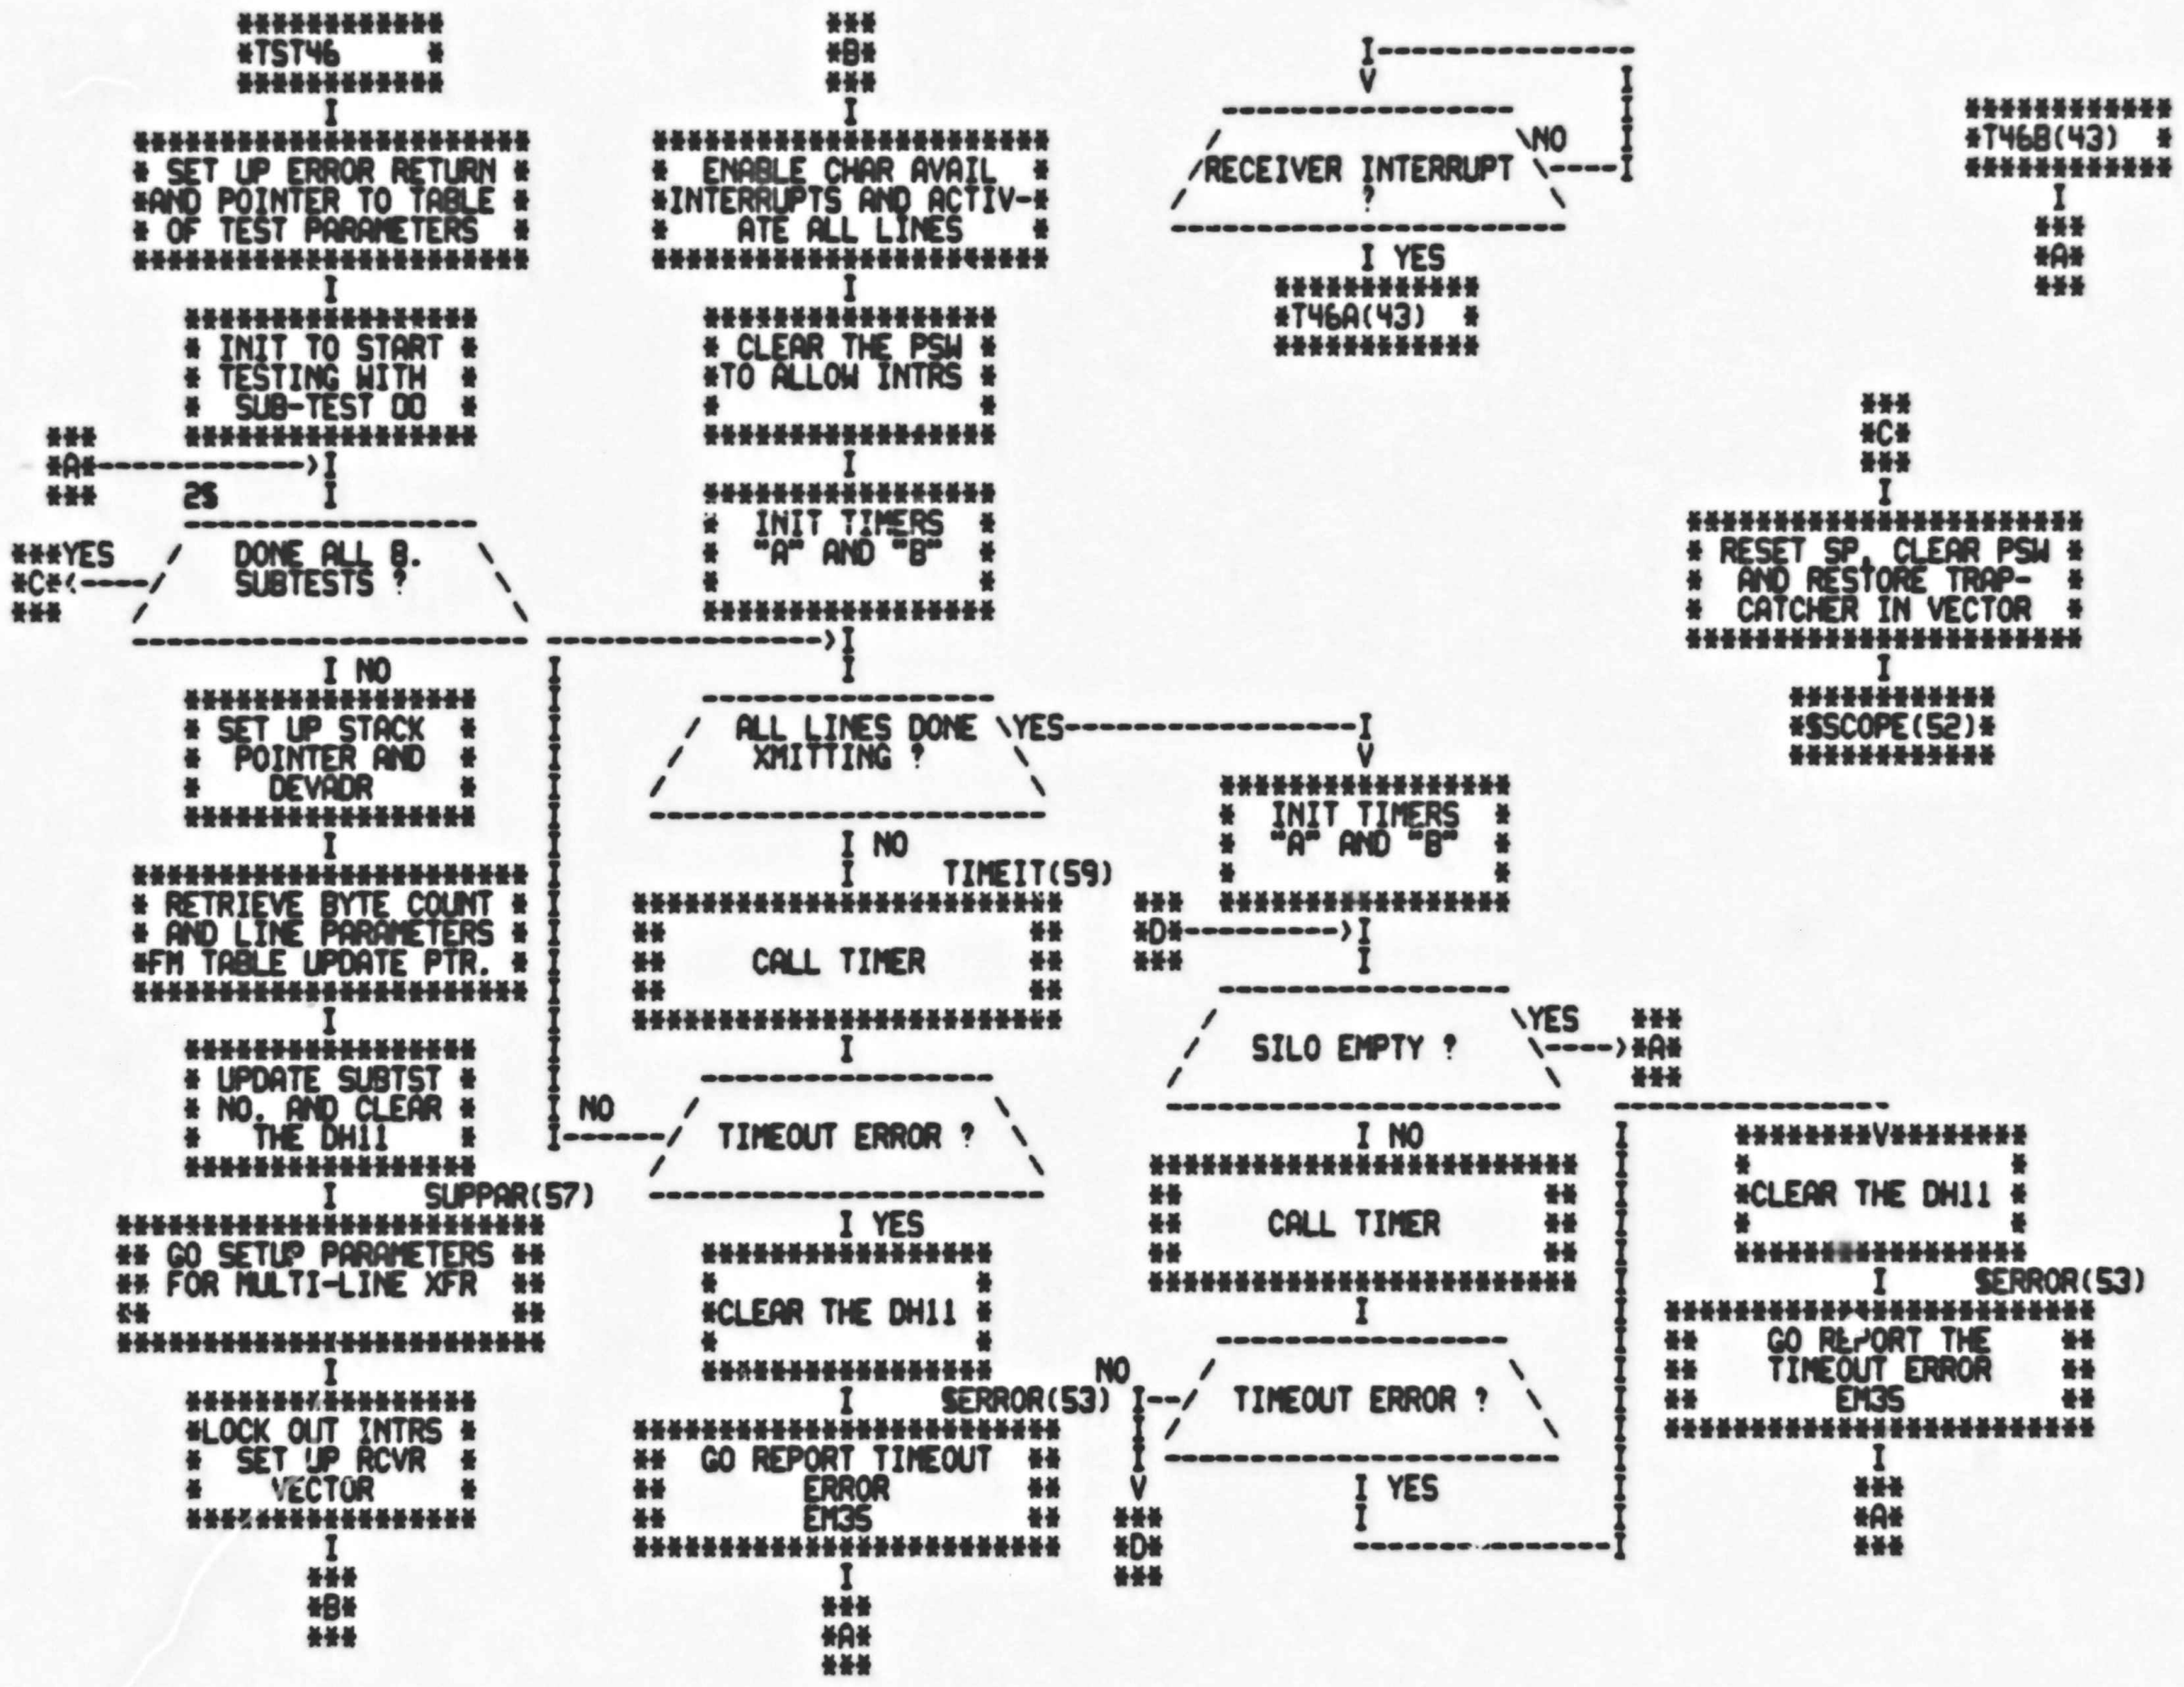 TST46
SET UP ERROR RETURN
AND POINTER TO TABLE
OF TEST PARAMETERS
INIT TO START
TESTING WITH
SUB-TEST 00
A
2$
DONE ALL 8.
SUBTESTS ?
YES
C
NO
SET UP STACK
POINTER AND
DEVADR
RETRIEVE BYTE COUNT
AND LINE PARAMETERS
FM TABLE UPDATE PTR.
UPDATE SUBTST
NO. AND CLEAR
THE DH11
SUPPAR(57)
GO SETUP PARAMETERS
FOR MULTI-LINE XFR
LOCK OUT INTRS
SET UP RCVR
VECTOR
B
B
ENABLE CHAR AVAIL
INTERRUPTS AND ACTIV-
ATE ALL LINES
CLEAR THE PSW
TO ALLOW INTRS
INIT TIMERS
"A" AND "B"
ALL LINES DONE
XMITTING ?
YES
NO
TIMEIT(59)
CALL TIMER
TIMEOUT ERROR ?
NO
YES
CLEAR THE DH11
$ERROR(53)
GO REPORT TIMEOUT
ERROR
EM35
A
V
RECEIVER INTERRUPT
?
NO
YES
T46A(43)
V
INIT TIMERS
"A" AND "B"
D
SILO EMPTY ?
YES
A
NO
CALL TIMER
TIMEOUT ERROR ?
NO
V
D
YES
T46B(43)
A
C
RESET SP, CLEAR PSW
AND RESTORE TRAP-
CATCHER IN VECTOR
$SCOPE(52)
V
CLEAR THE DH11
$ERROR(53)
GO REPORT THE
TIMEOUT ERROR
EM35
A